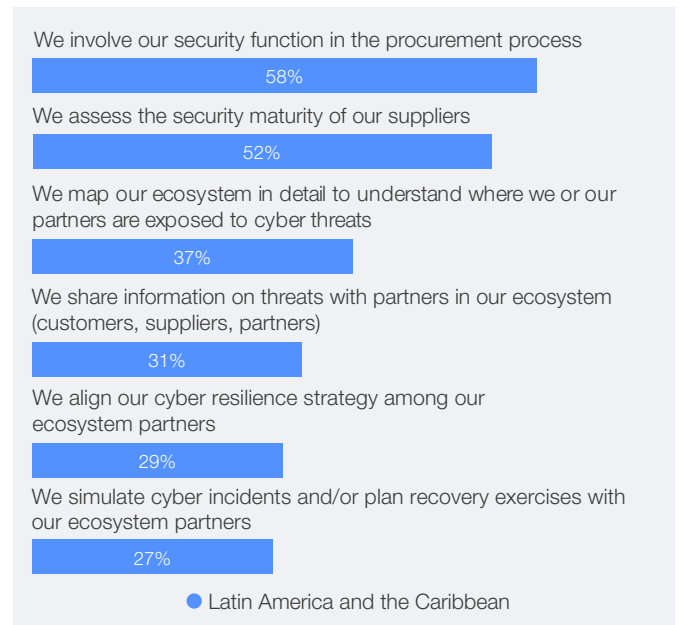 We involve our security function in the procurement process
58%
We assess the security maturity of our suppliers
52%
We map our ecosystem in detail to understand where we or our
partners are exposed to cyber threats
37%
We share information on threats with partners in our ecosystem
(customers, suppliers, partners)
31%
We align our cyber resilience strategy among our
ecosystem partners
29%
We simulate cyber incidents and/or plan recovery exercises with
our ecosystem partners
27%
Latin America and the Caribbean